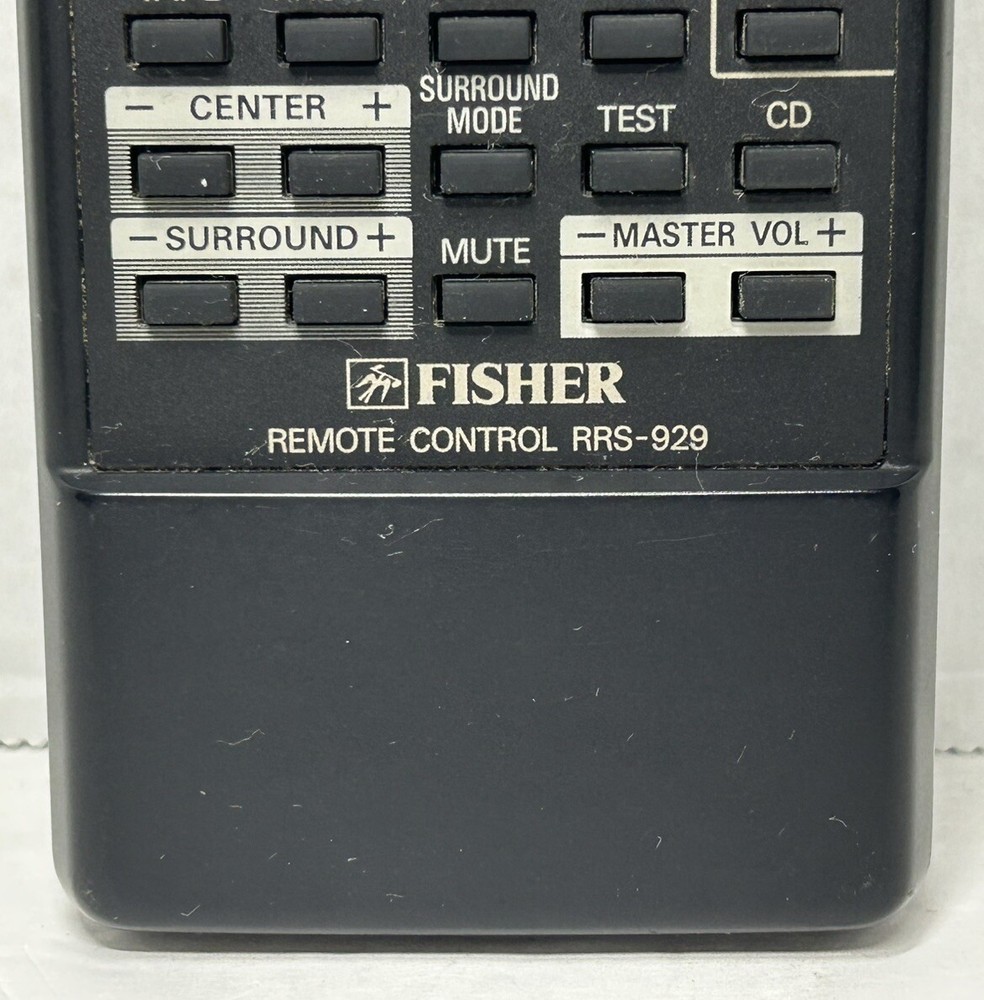 - CENTER +
SURROUND
MODE
TEST
CD
- SURROUND +
MUTE
- MASTER VOL +
FISHER
REMOTE CONTROL RRS-929